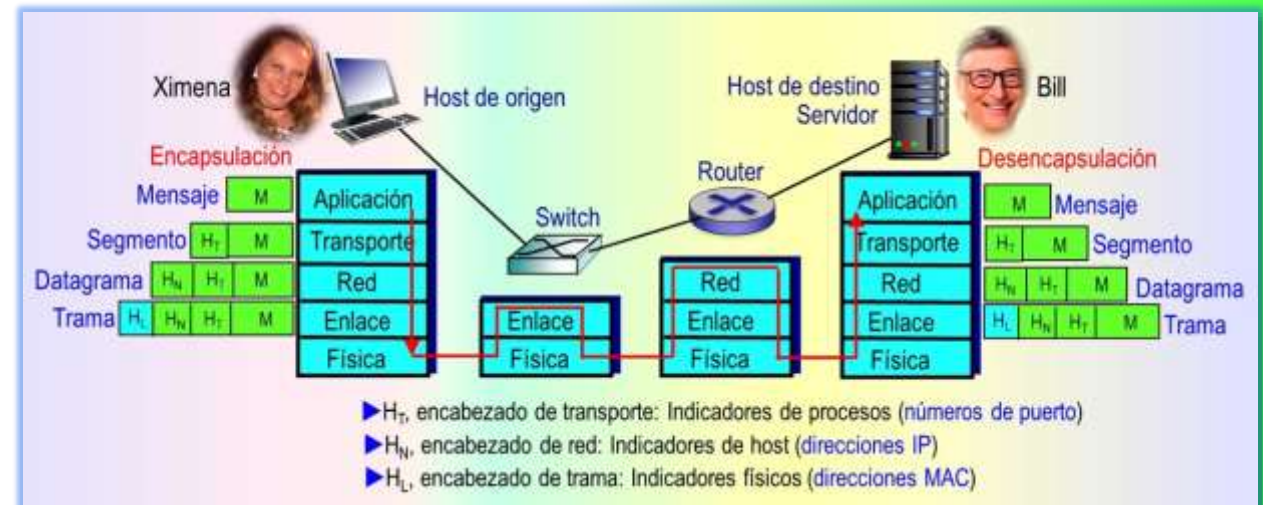 Ximena
Host de origen
Host de destino
Servidor
Bill
Encapsulación
Desencapsulación
Router
Switch
Mensaje M
Segmento HT M
Datagrama HN HT M
Trama HL HN HT M
Aplicación
Transporte
Red
Enlace
Física
Enlace
Física
Red
Enlace
Física
Aplicación
Transporte
Red
Enlace
Física
M Mensaje
HT M Segmento
HN HT M Datagrama
HL HN HT M Trama
►HT, encabezado de transporte: Indicadores de procesos (números de puerto)
►HN, encabezado de red: Indicadores de host (direcciones IP)
►HL, encabezado de trama: Indicadores físicos (direcciones MAC)